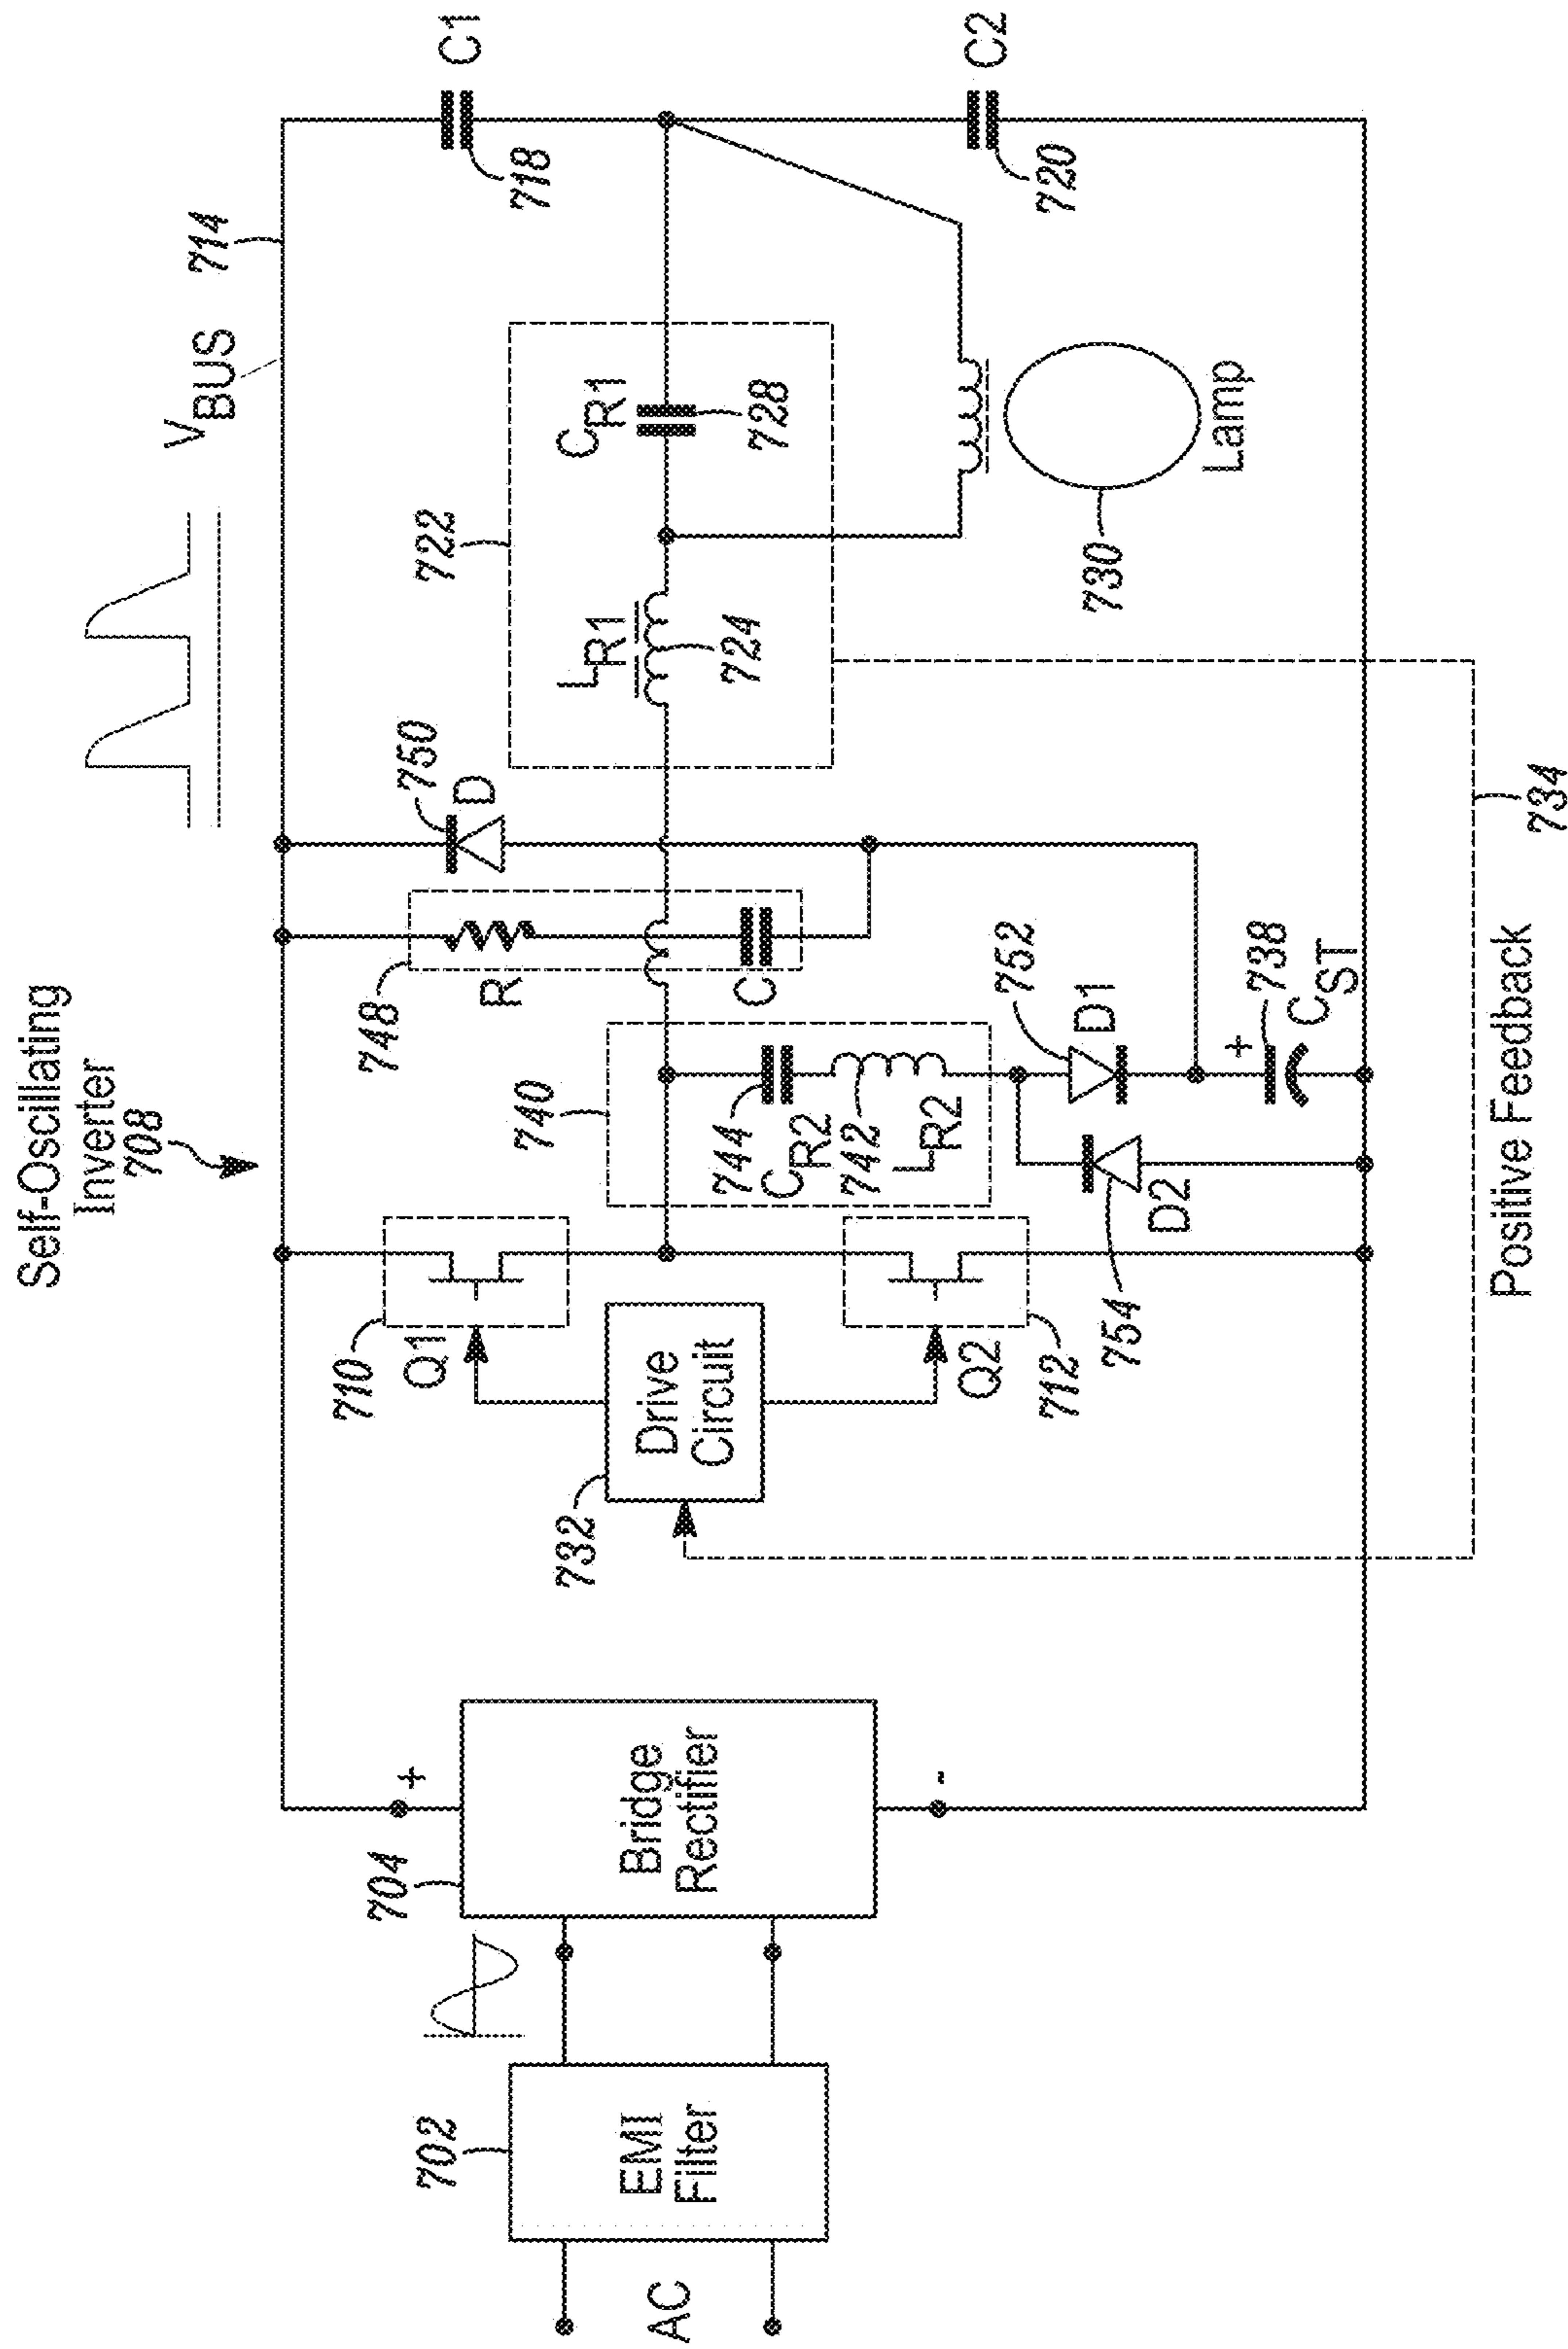 Self-Oscillating
Inverter
708
V
BUS
714
C1
718
C2
720
722
L
R1
724
C
R1
728
Lamp
730
750
D
748
R
C
740
744
C
R2
742
L
R2
752
D1
738
+
C
ST
D2
754
710
Q1
Q2
712
Drive
Circuit
732
Positive Feedback
734
704
+
-
Bridge
Rectifier
702
EMI
Filter
AC